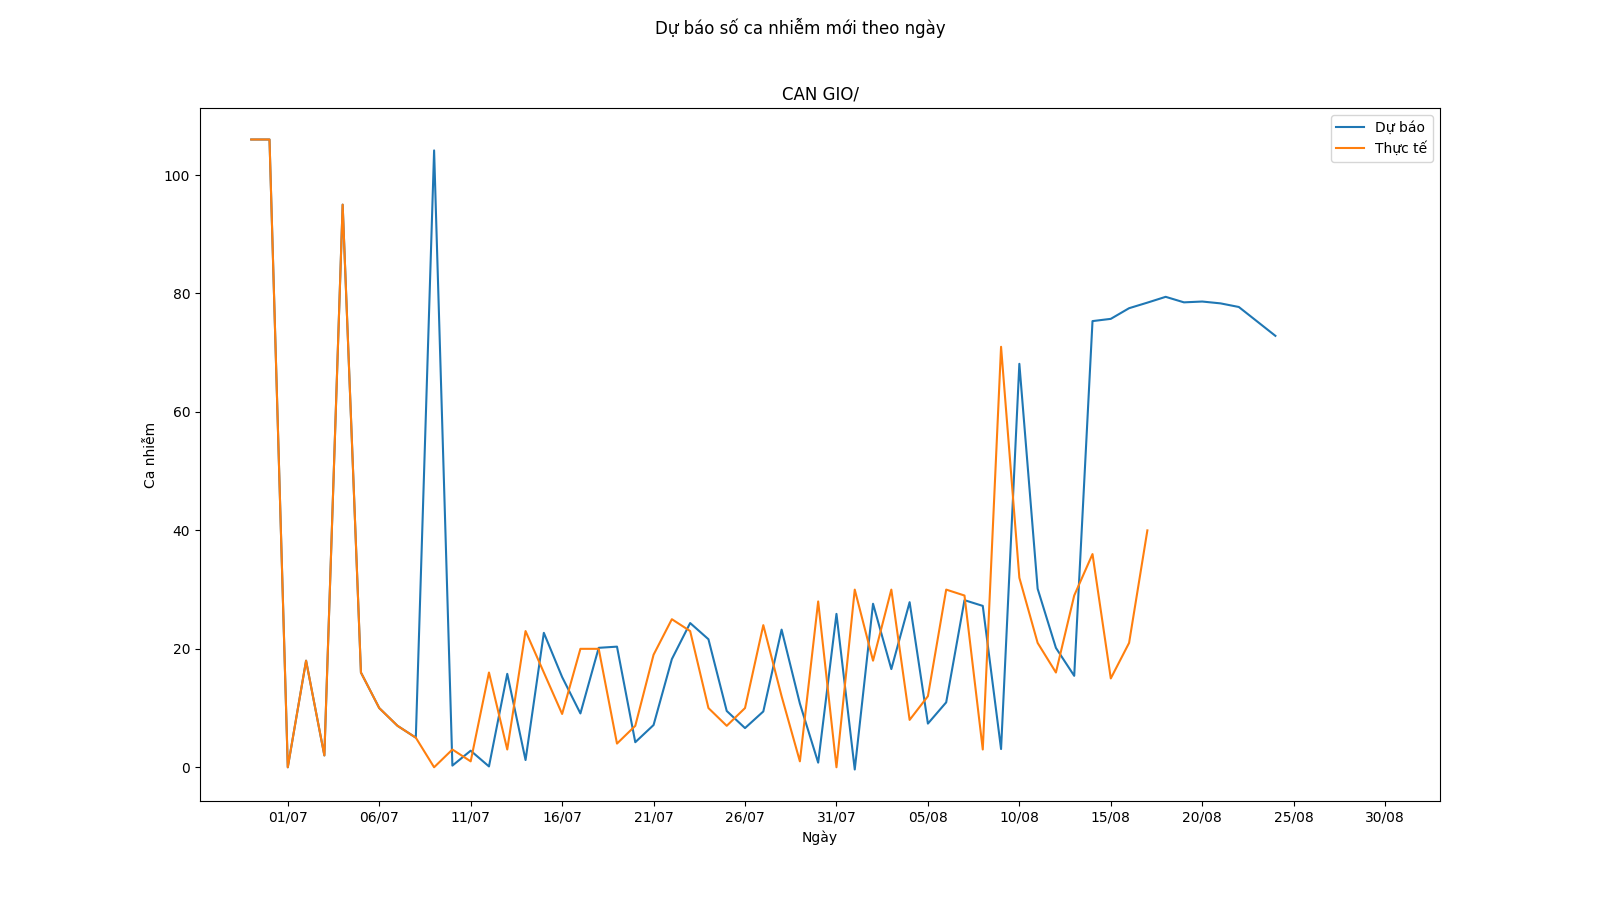 Dự báo số ca nhiễm mới theo ngày
CAN GIO/
Dự báo
Thực tế
100
80
60
40
20
0
Ca nhiễm
01/07 06/07 11/07 16/07 21/07 26/07 31/07 05/08 10/08 15/08 20/08 25/08 30/08
Ngày